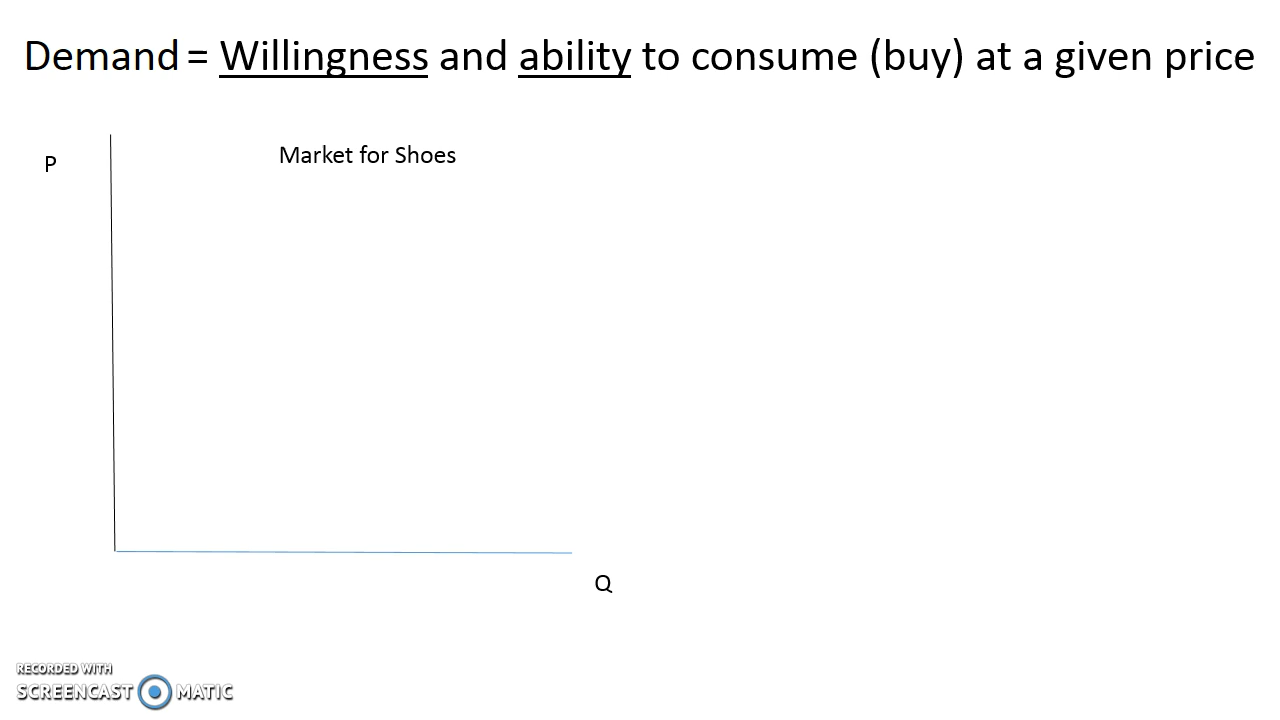 Demand = Willingness and ability to consume (buy) at a given price
Market for Shoes
P
Q
RECORDED WITH
SCREENCAST MATIC